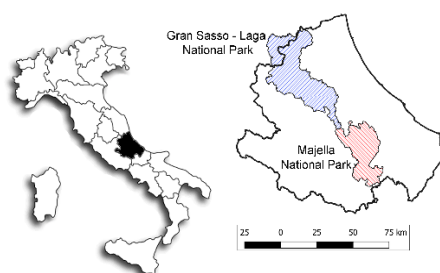 Gran Sasso - Laga
National Park
Majella
National Park
25 0 25 50 75 km